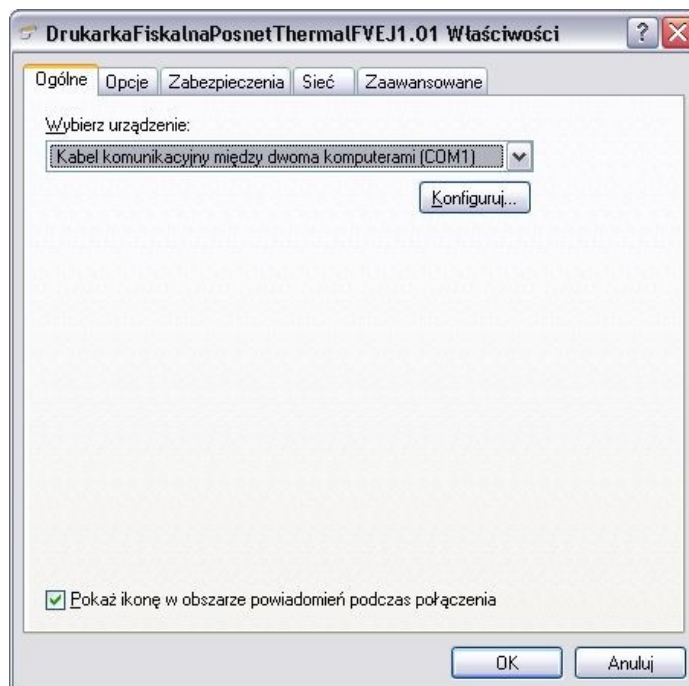 DrukarkaFiskalnaPosnetThermalFVEJ1.01 Właściwości
Ogólne Opcje Zabezpieczenia Sieć Zaawansowane
Wybierz urządzenie:
Kabel komunikacyjny między dwoma komputerami (COM1)
Konfiguruj...
Pokaż ikonę w obszarze powiadomień podczas połączenia
OK Anuluj